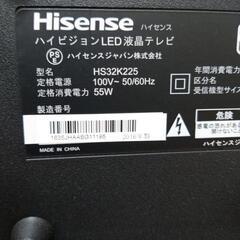 Hisense ハイセンス
ハイビジョンLED液晶テレビ
ハイセンスジャパン株式会社
PS
E
型名: HS32K225
定格電源: 100V~ 50/60Hz
定格消費電力: 55W
製造番号:
MADE IN CHINA
年間消費電力
区分名:
受信機型サイズ
危険
ハイセンスジャ